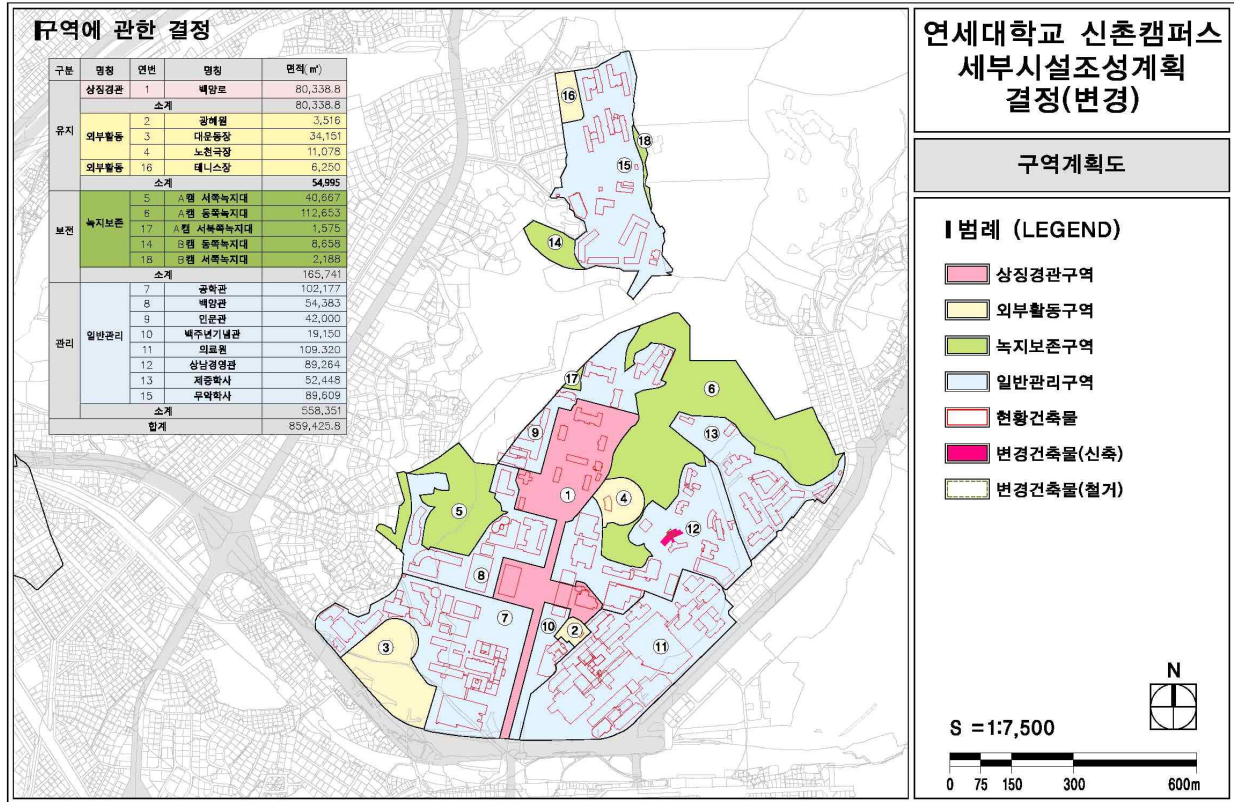 구역에 관한 결정
구분 명칭 연번 명칭 면적(㎡)
유지 상징경관 1 백양로 80,338.8
소계 80,338.8
외부활동 2 광혜원 3,516
3 대운동장 34,151
4 노천극장 11,078
외부활동 16 테니스장 6,250
소계 54,995
보전 녹지보존 5 A캠 서쪽녹지대 40,667
6 A캠 동쪽녹지대 112,653
17 A캠 서북쪽녹지대 1,575
14 B캠 동쪽녹지대 8,658
18 B캠 서쪽녹지대 2,188
소계 165,741
관리 일반관리 7 공학관 102,177
8 백양관 54,383
9 인문관 42,000
10 백주년기념관 19,150
11 의료원 109.320
12 상남경영관 89,264
13 제중학사 52,448
15 무악학사 89,609
소계 558,351
합계 859,425.8
16
18
15
14
17
6
9
13
1
4
5
12
8
7
10
2
3
11
연세대학교 신촌캠퍼스
세부시설조성계획
결정(변경)
구역계획도
범례 (LEGEND)
상징경관구역
외부활동구역
녹지보존구역
일반관리구역
현황건축물
변경건축물(신축)
변경건축물(철거)
N
S =1:7,500
0 75 150 300 600m